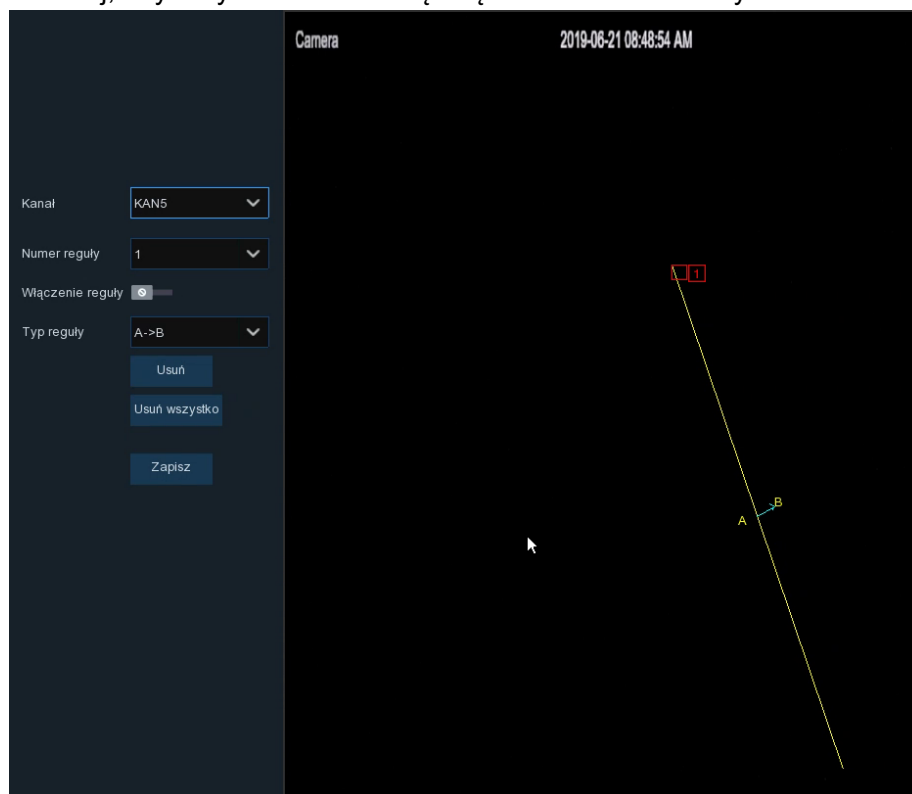 Camera 2019-06-21 08:48:54 AM
Kanał KAN5
Numer reguły 1
1
Włączenie reguły
Typ reguły A->B
Usuń
Usuń wszystko
Zapisz
B
A